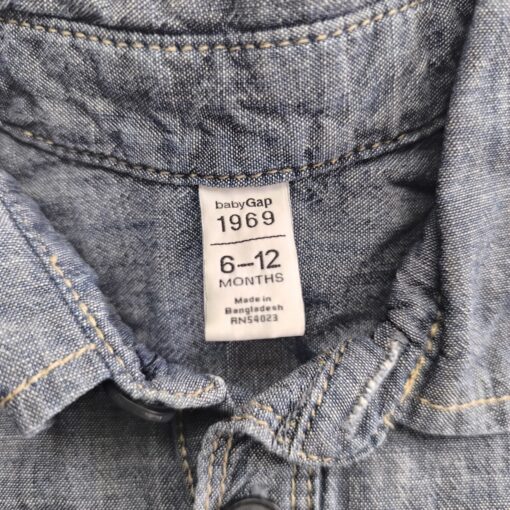 babyGap
1969
6–12
MONTHS
Made in
Bangladesh
RN54023